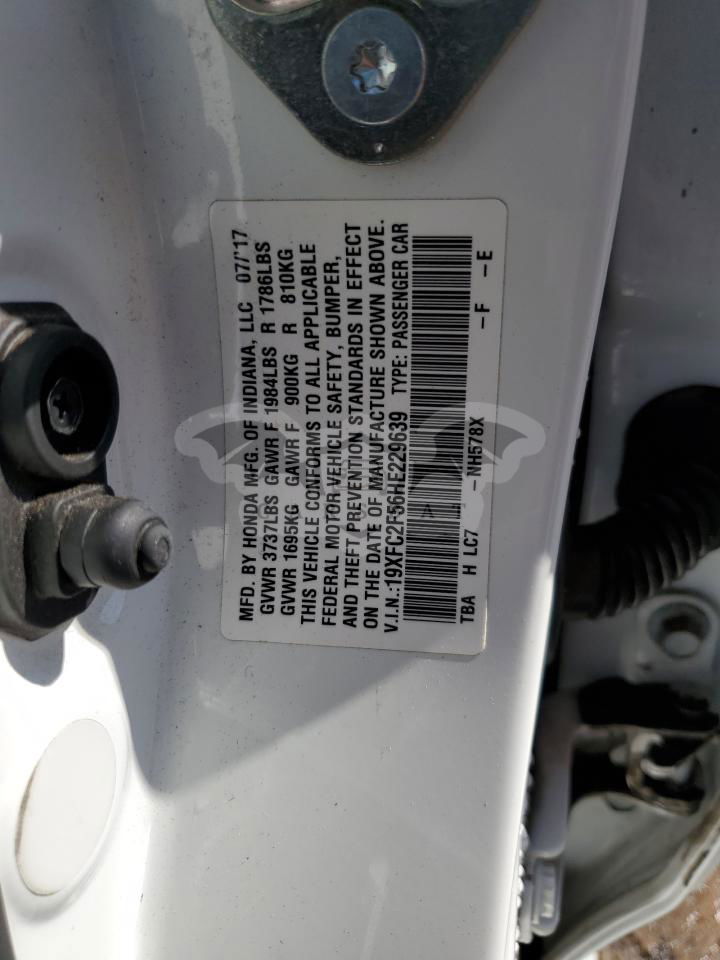 MFD. BY HONDA MFG. OF INDIANA, LLC 07/'17
GVWR 3737LBS GAWR F 1984LBS R 1786LBS
GVWR 1695KG GAWR F 900KG R 810KG
THIS VEHICLE CONFORMS TO ALL APPLICABLE
FEDERAL MOTOR VEHICLE SAFETY, BUMPER,
AND THEFT PREVENTION STANDARDS IN EFFECT
ON THE DATE OF MANUFACTURE SHOWN ABOVE.
V.I.N.:19XFC2F56HE229639 TYPE: PASSENGER CAR
A
TBA H LC7 -NH578X -F -E